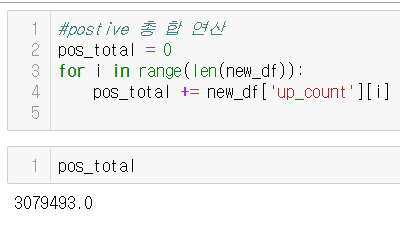 1 #postive 총 합 연산
2 pos_total = 0
3 for i in range(len(new_df)):
4     pos_total += new_df['up_count'][i]
5
1 pos_total
3079493.0